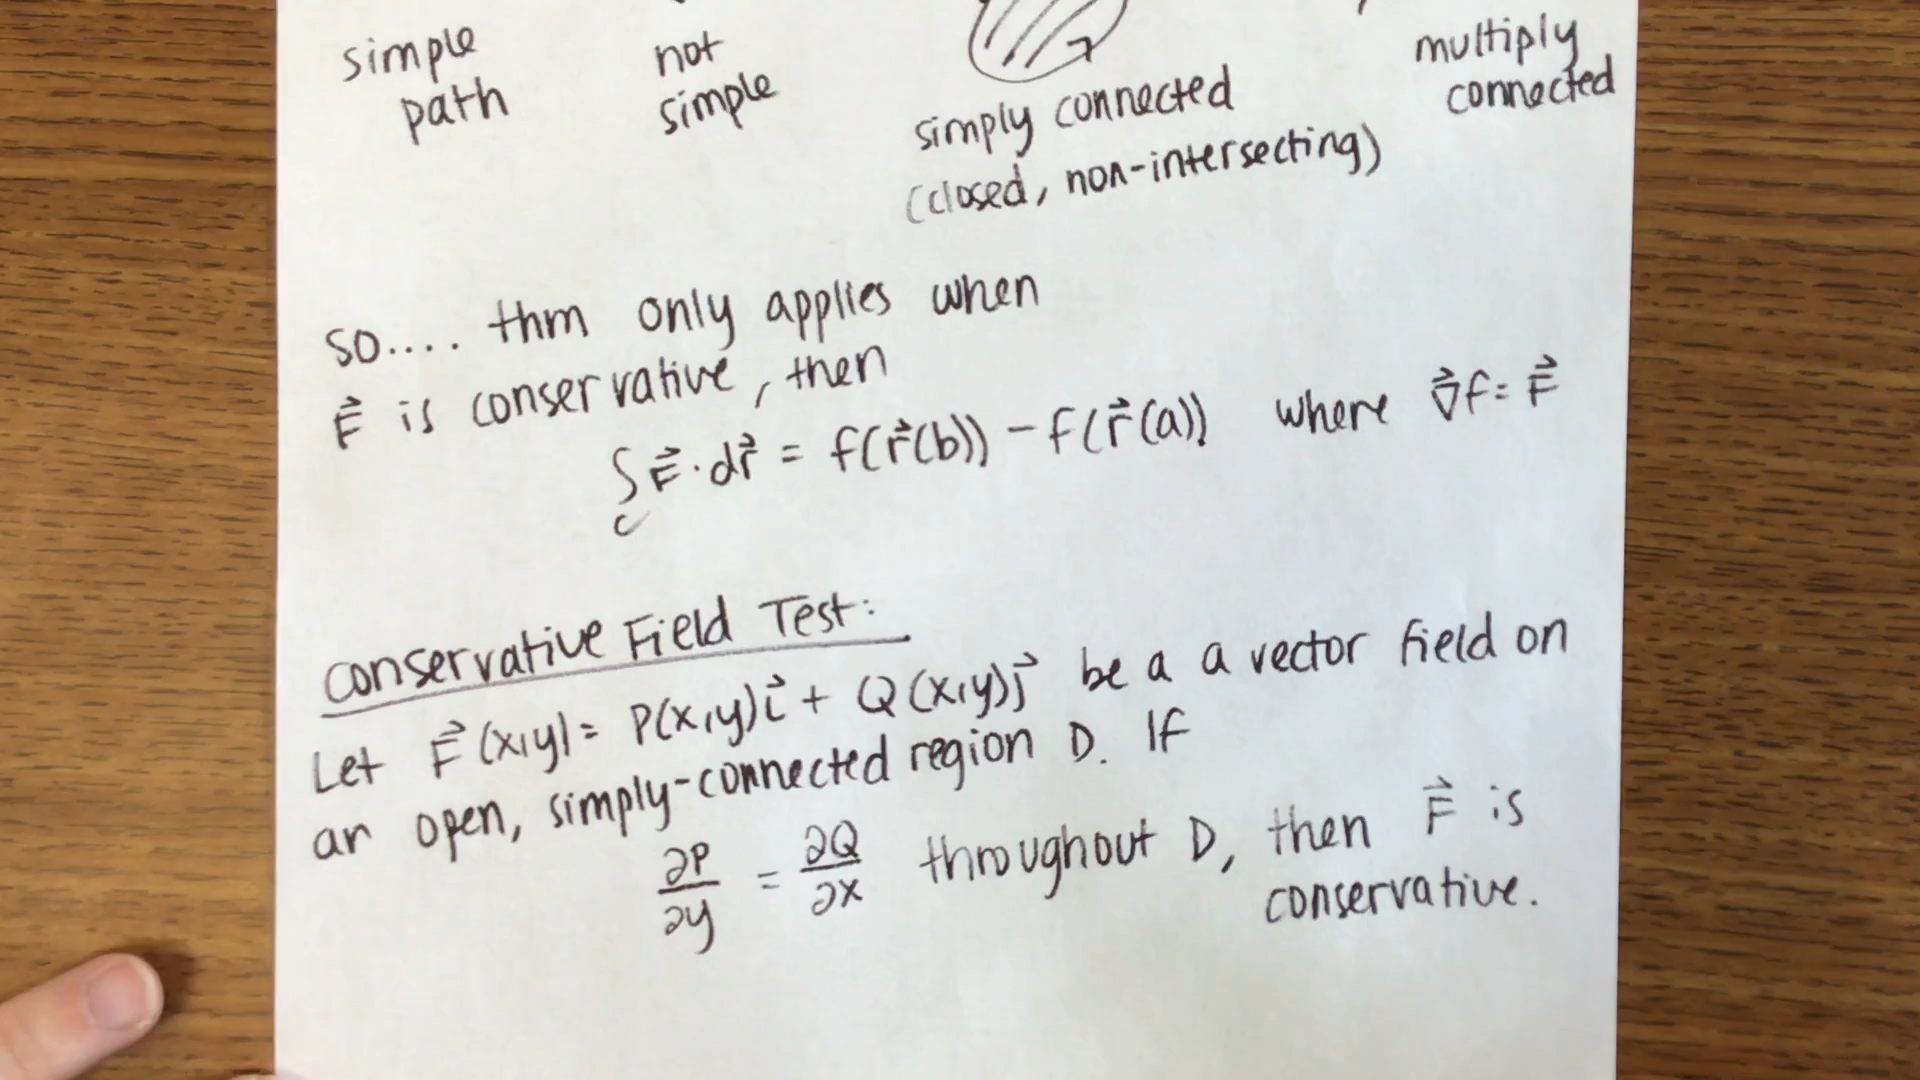 simple
path
not
simple
simply connected
(closed, non-intersecting)
multiply
connected
so.... thm only applies when
F⃗ is conservative, then
∫_C F⃗·dr⃗ = f(r⃗(b)) - f(r⃗(a)) where ∇⃗f = F⃗
Conservative Field Test:
Let F⃗(x,y) = P(x,y)i⃗ + Q(x,y)j⃗ be a a vector field on
an open, simply-connected region D. If
∂P/∂y = ∂Q/∂x throughout D, then F⃗ is
conservative.